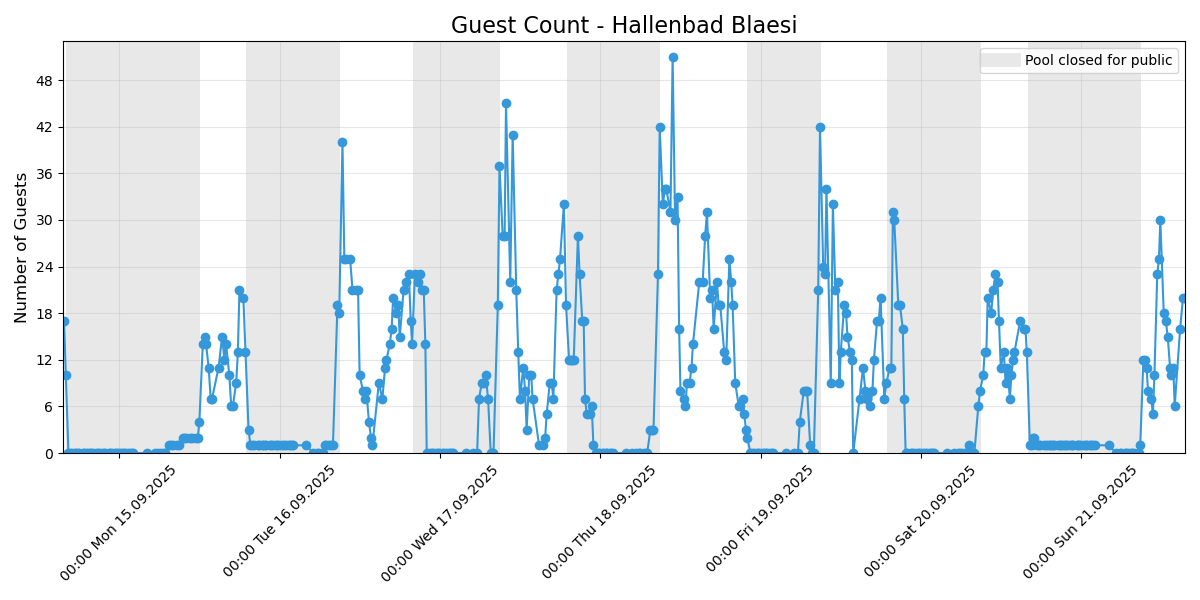 Guest Count - Hallenbad Blaesi
Pool closed for public
Number of Guests
48
42
36
30
24
18
12
6
0
00:00 Mon 15.09.2025
00:00 Tue 16.09.2025
00:00 Wed 17.09.2025
00:00 Thu 18.09.2025
00:00 Fri 19.09.2025
00:00 Sat 20.09.2025
00:00 Sun 21.09.2025